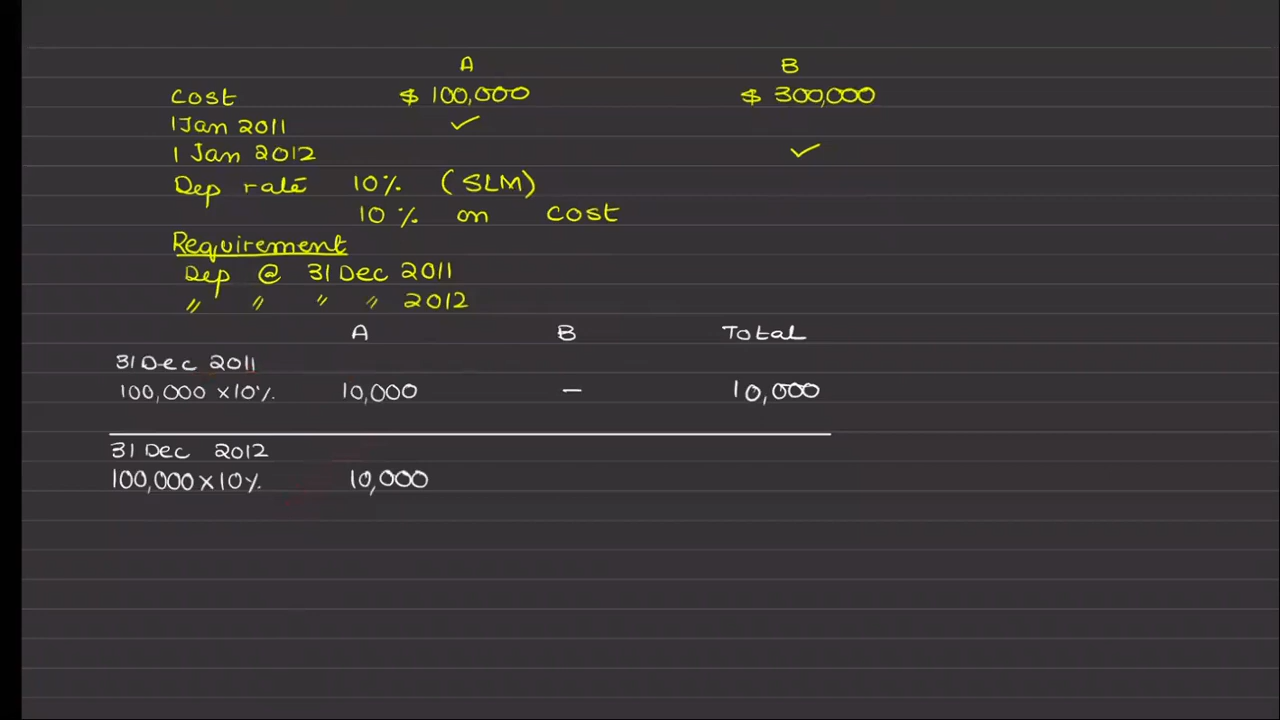 A B
Cost $ 100,000 $ 300,000
1 Jan 2011 ✓
1 Jan 2012 ✓
Dep rate 10% (SLM)
10% on cost
Requirement
Dep @ 31 Dec 2011
〃 〃 〃 〃 2012
A B Total
31 Dec 2011
100,000 x 10% 10,000 — 10,000
31 Dec 2012
100,000 x 10% 10,000